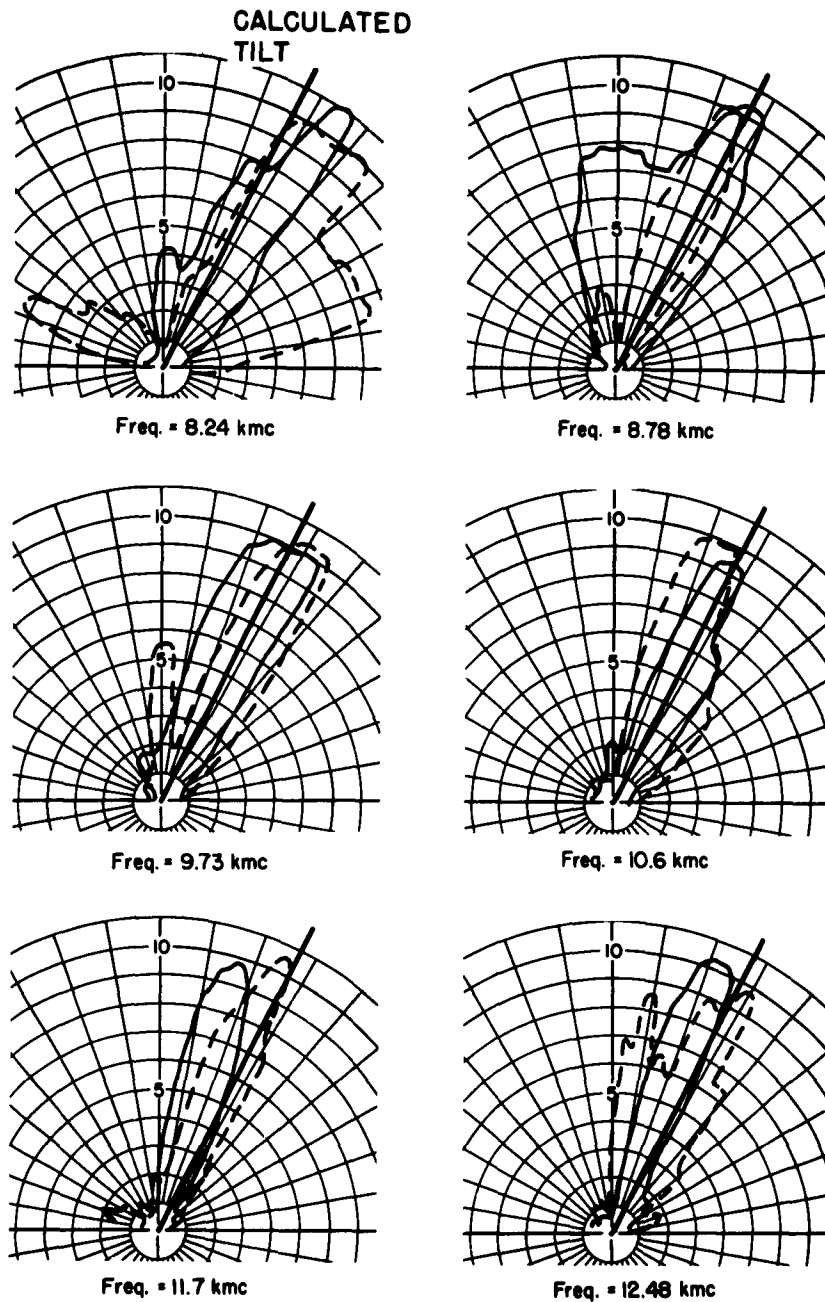 CALCULATED
TILT
10
5
Freq. = 8.24 kmc
10
5
Freq. = 8.78 kmc
10
5
Freq. = 9.73 kmc
10
5
Freq. = 10.6 kmc
10
5
Freq. = 11.7 kmc
10
5
Freq. = 12.48 kmc